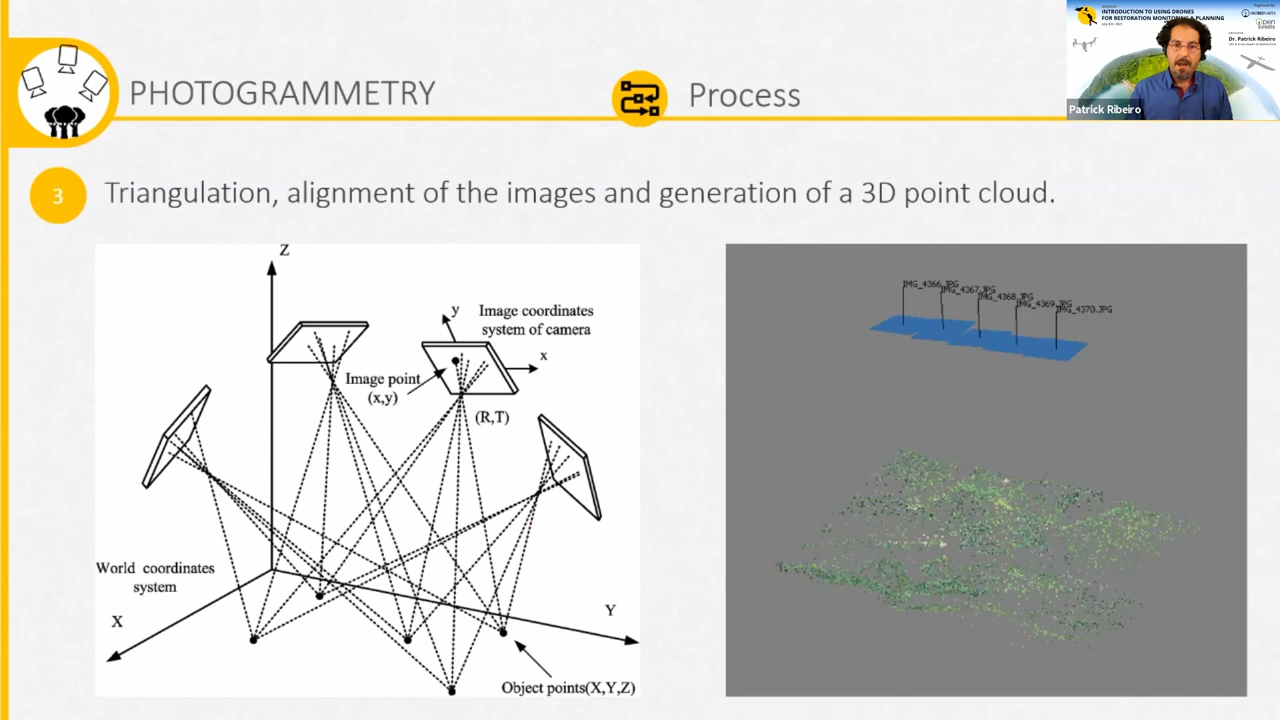 PHOTOGRAMMETRY
Process
INTRODUCTION TO USING DRONES
FOR RESTORATION MONITORING & PLANNING
Dr. Patrick Ribeiro
Patrick Ribeiro
3
Triangulation, alignment of the images and generation of a 3D point cloud.
Z
y
Image coordinates
system of camera
x
Image point
(x,y)
(R,T)
World coordinates
system
X
Y
Object points(X,Y,Z)
IMG_4366.JPG
IMG_4367.JPG
IMG_4368.JPG
IMG_4369.JPG
IMG_4370.JPG